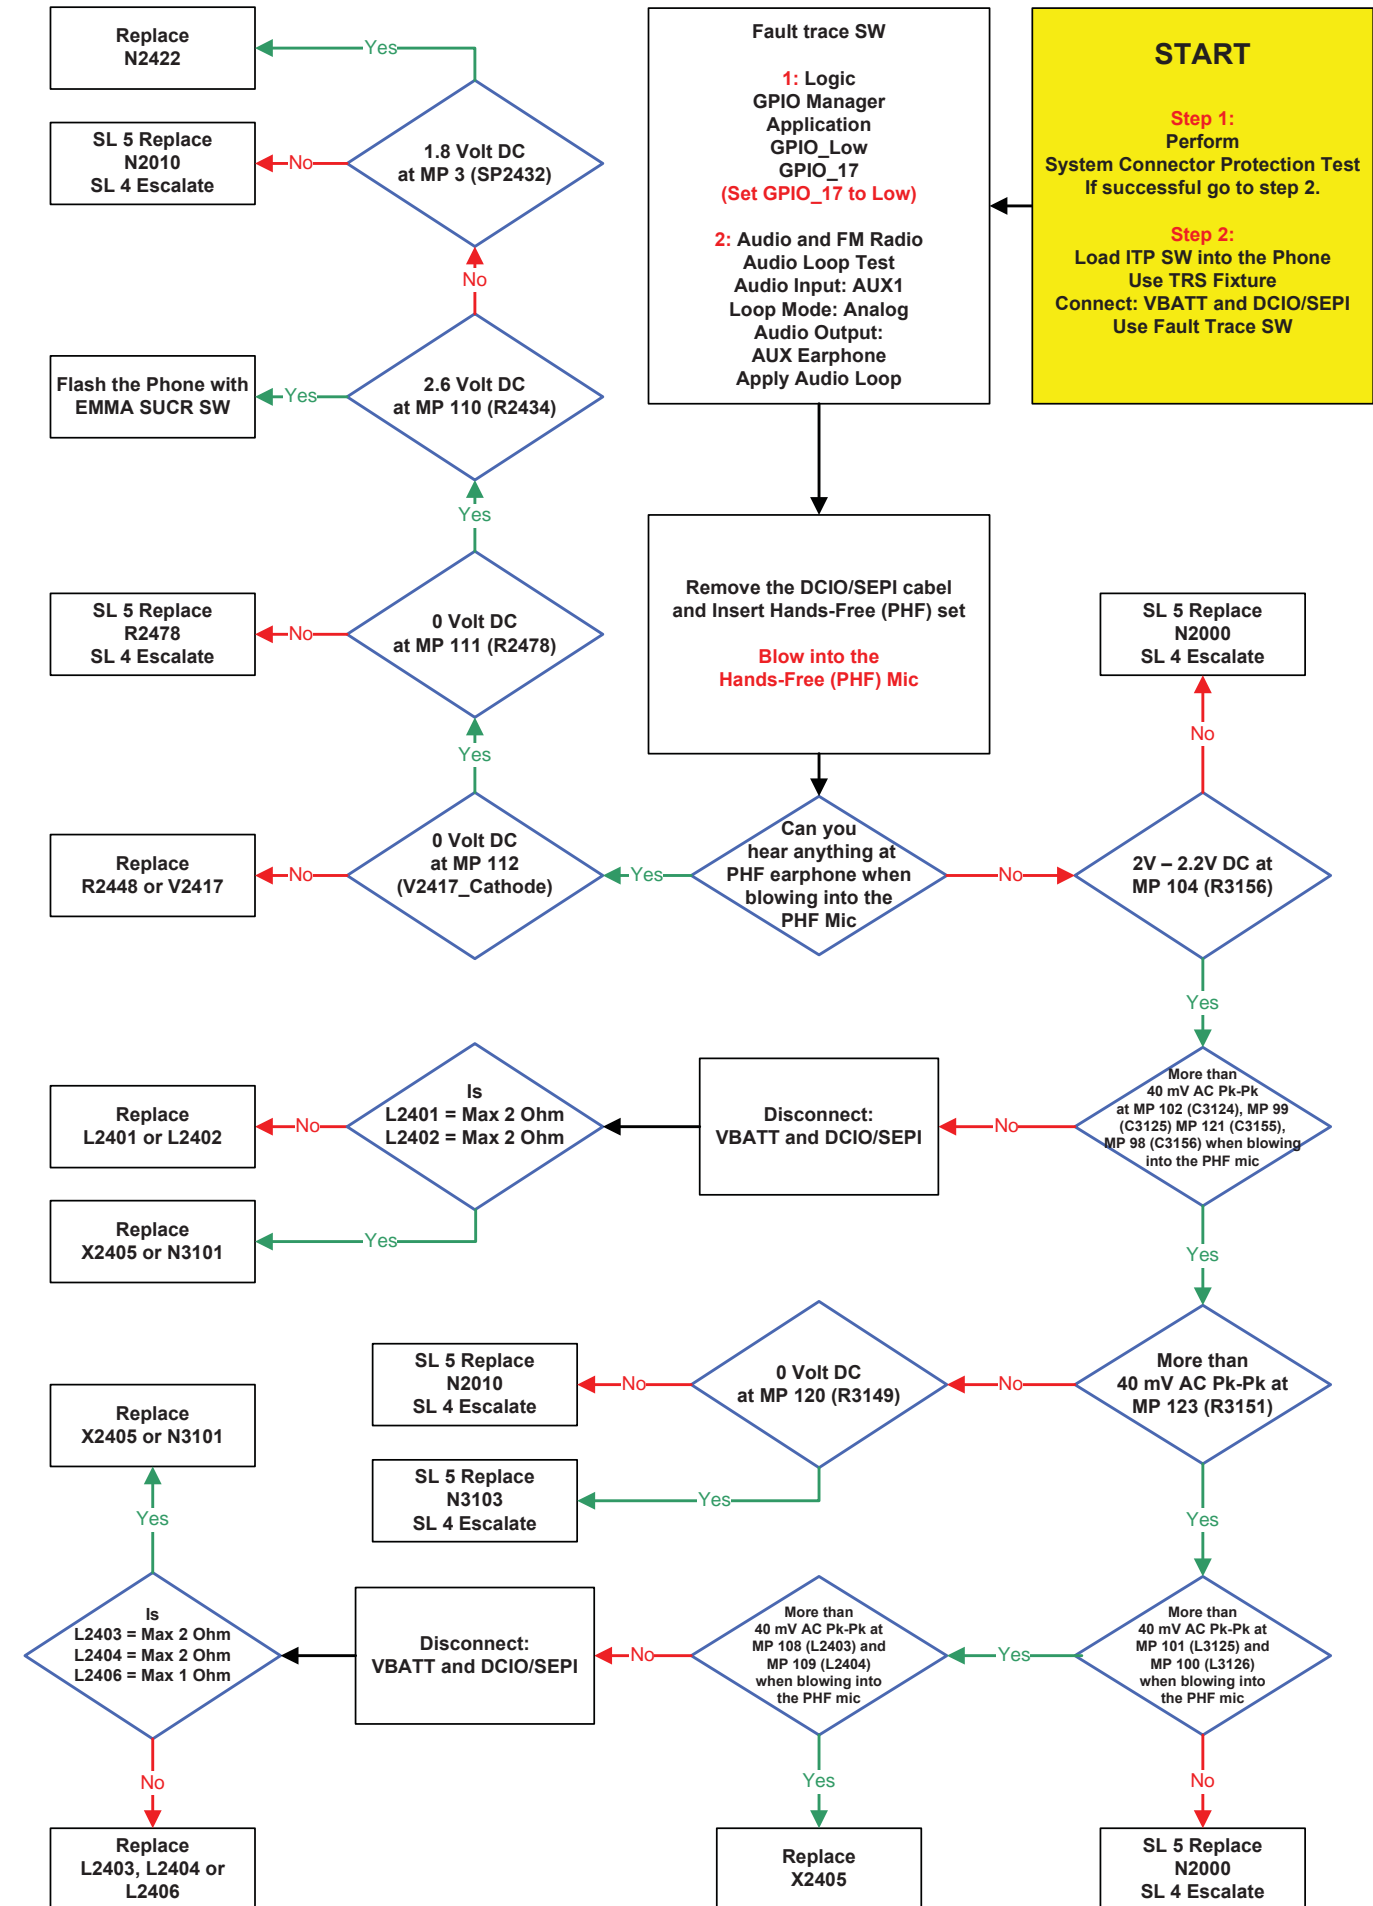 START
Step 1:
Perform
System Connector Protection Test
If successful go to step 2.
Step 2:
Load ITP SW into the Phone
Use TRS Fixture
Connect: VBATT and DCIO/SEPI
Use Fault Trace SW
Fault trace SW
1: Logic
GPIO Manager
Application
GPIO_Low
GPIO_17
(Set GPIO_17 to Low)
2: Audio and FM Radio
Audio Loop Test
Audio Input: AUX1
Loop Mode: Analog
Audio Output:
AUX Earphone
Apply Audio Loop
Remove the DCIO/SEPI cabel
and Insert Hands-Free (PHF) set
Blow into the
Hands-Free (PHF) Mic
Can you
hear anything at
PHF earphone when
blowing into the
PHF Mic
Yes
0 Volt DC
at MP 112
(V2417_Cathode)
No
Replace
R2448 or V2417
Yes
0 Volt DC
at MP 111 (R2478)
No
SL 5 Replace
R2478
SL 4 Escalate
Yes
2.6 Volt DC
at MP 110 (R2434)
Yes
Flash the Phone with
EMMA SUCR SW
No
1.8 Volt DC
at MP 3 (SP2432)
No
SL 5 Replace
N2010
SL 4 Escalate
Yes
Replace
N2422
No
2V – 2.2V DC at
MP 104 (R3156)
No
SL 5 Replace
N2000
SL 4 Escalate
Yes
More than
40 mV AC Pk-Pk
at MP 102 (C3124), MP 99
(C3125) MP 121 (C3155),
MP 98 (C3156) when blowing
into the PHF mic
No
Disconnect:
VBATT and DCIO/SEPI
Is
L2401 = Max 2 Ohm
L2402 = Max 2 Ohm
No
Replace
L2401 or L2402
Yes
Replace
X2405 or N3101
Yes
More than
40 mV AC Pk-Pk at
MP 123 (R3151)
No
0 Volt DC
at MP 120 (R3149)
No
SL 5 Replace
N2010
SL 4 Escalate
Yes
SL 5 Replace
N3103
SL 4 Escalate
Yes
More than
40 mV AC Pk-Pk at
MP 101 (L3125) and
MP 100 (L3126)
when blowing into
the PHF mic
No
SL 5 Replace
N2000
SL 4 Escalate
Yes
More than
40 mV AC Pk-Pk at
MP 108 (L2403) and
MP 109 (L2404)
when blowing into
the PHF mic
Yes
Replace
X2405
No
Disconnect:
VBATT and DCIO/SEPI
Is
L2403 = Max 2 Ohm
L2404 = Max 2 Ohm
L2406 = Max 1 Ohm
Yes
Replace
X2405 or N3101
No
Replace
L2403, L2404 or
L2406